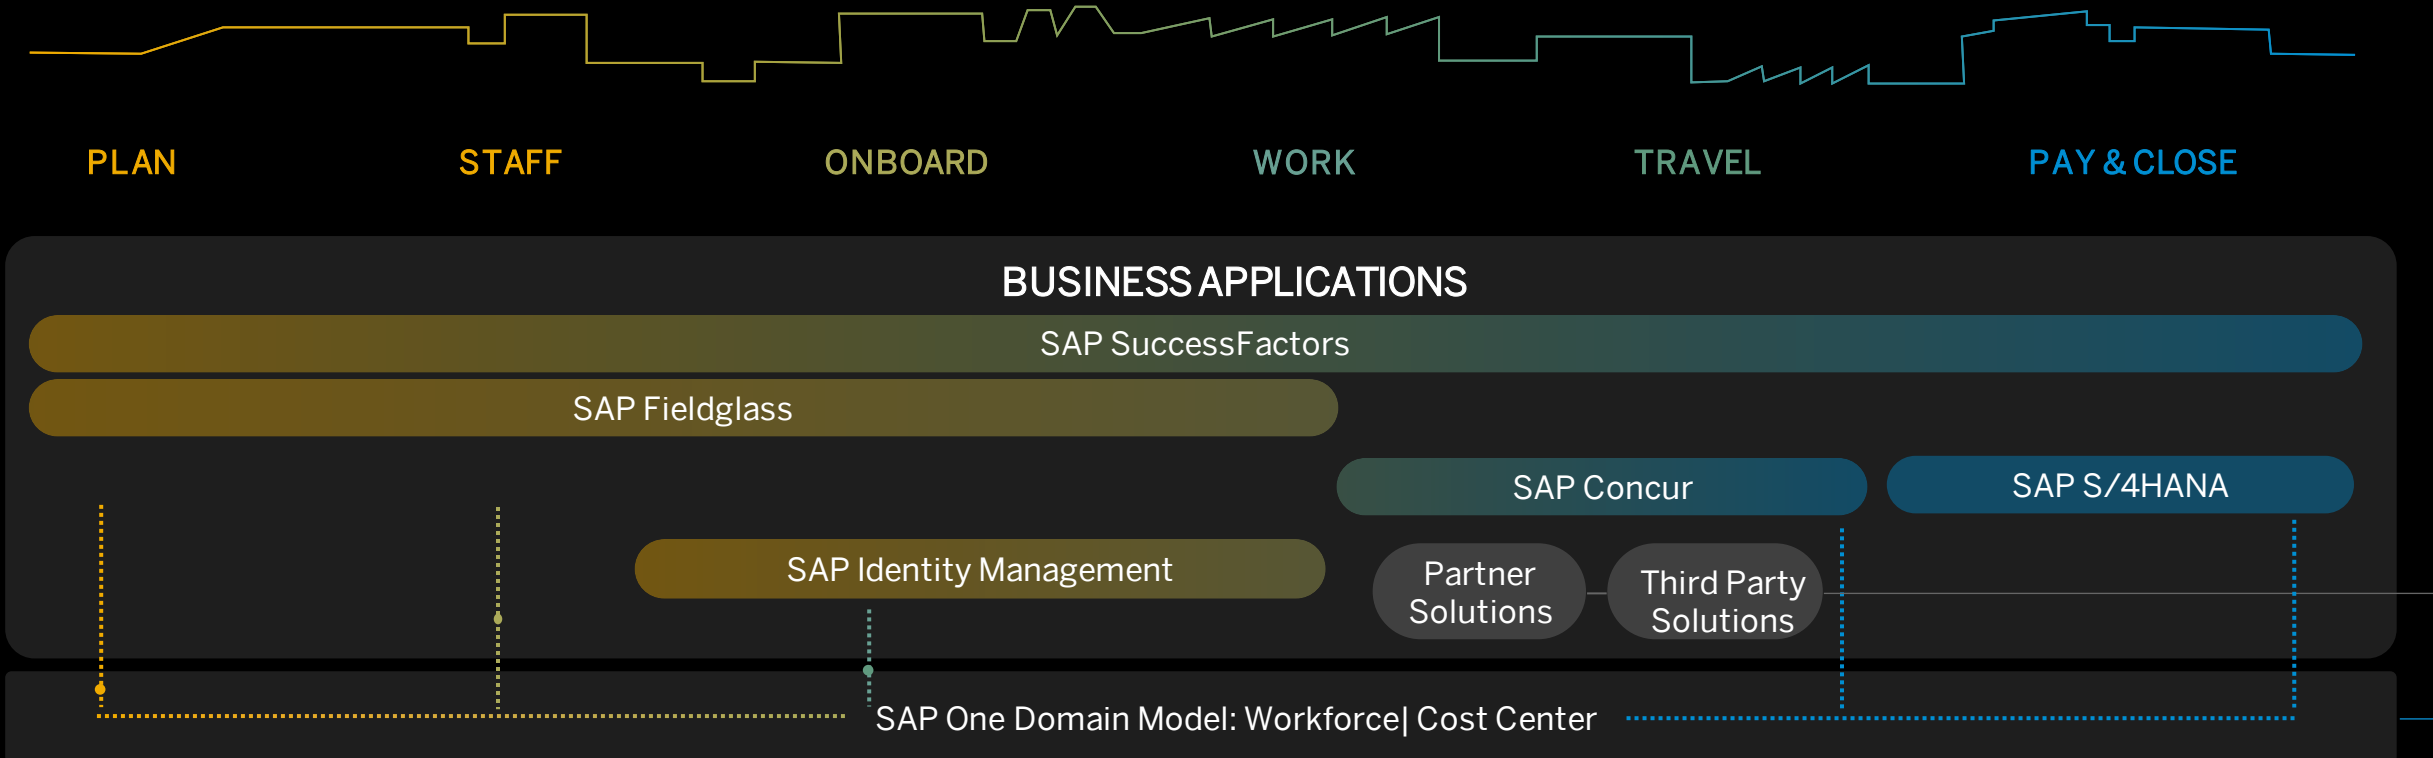 PLAN STAFF ONBOARD WORK TRAVEL PAY & CLOSE
BUSINESS APPLICATIONS
SAP SuccessFactors
SAP Fieldglass
SAP Concur SAP S/4HANA
SAP Identity Management
Partner
Solutions
Third Party
Solutions
SAP One Domain Model: Workforce| Cost Center